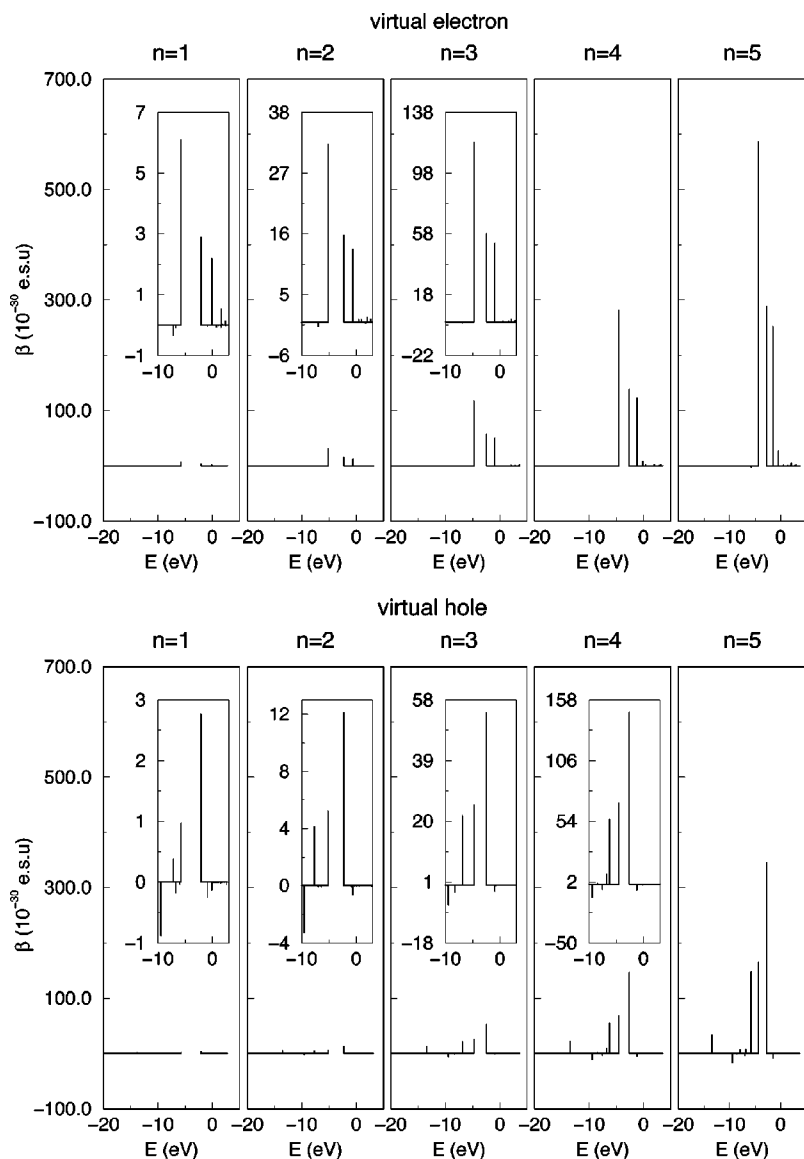 virtual electron
n=1 n=2 n=3 n=4 n=5
700.0
7 38 138
6
500.0 5 27 98
3 16 58
β (10⁻³⁰ e.s.u)
300.0
1 5 18
−1 −6 −22
−10 0 −10 0 −10 0
100.0
−100.0
−20 −10 0 −20 −10 0 −20 −10 0 −20 −10 0 −20 −10 0
E (eV) E (eV) E (eV) E (eV) E (eV)
virtual hole
n=1 n=2 n=3 n=4 n=5
700.0
3 12 58 158
500.0 2 8 39 106
1 4 20 54
β (10⁻³⁰ e.s.u)
300.0
0 0 1 2
−1 −4 −18 −50
−10 0 −10 0 −10 0 −10 0
100.0
−100.0
−20 −10 0 −20 −10 0 −20 −10 0 −20 −10 0 −20 −10 0
E (eV) E (eV) E (eV) E (eV) E (eV)